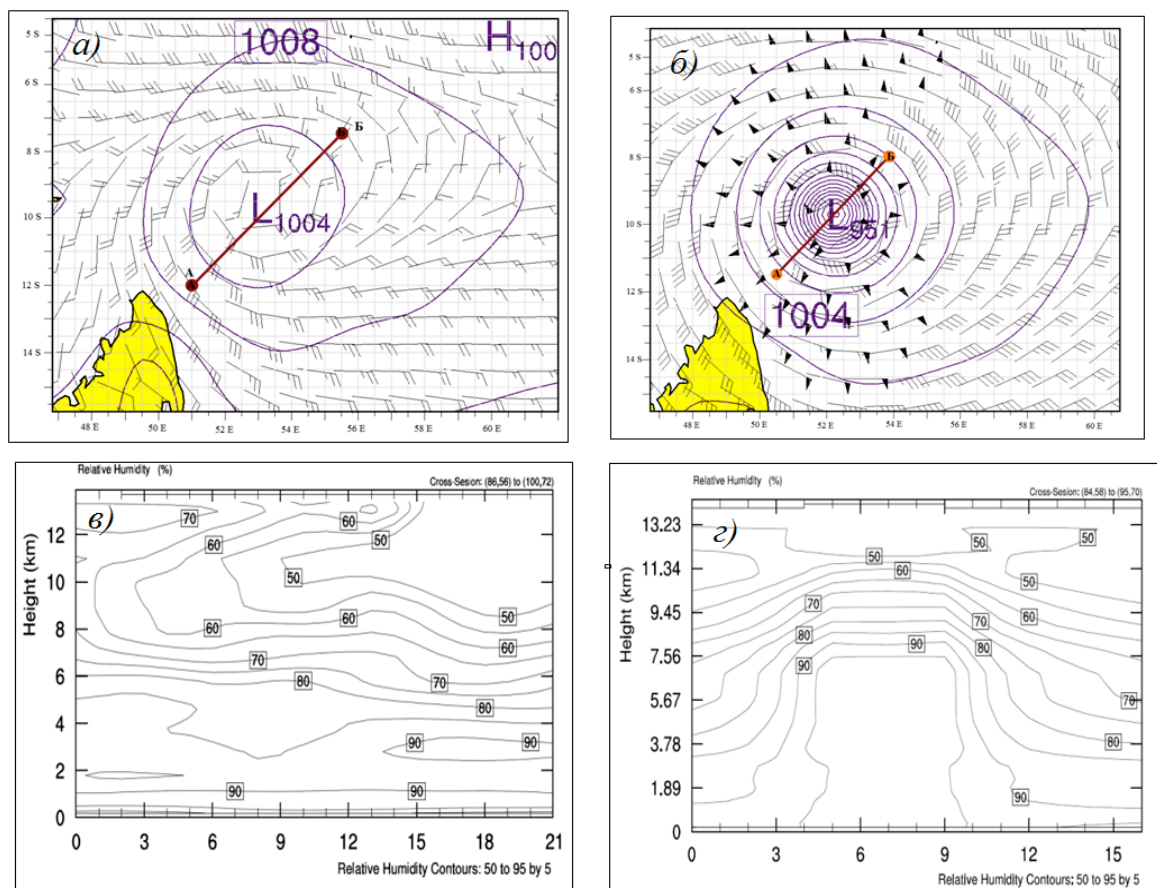 а)
1008
H100
5 S
6 S
8 S
10 S
12 S
14 S
Б Б
L1004
А
А
48 E 50 E 52 E 54 E 56 E 58 E 60 E
б)
5 S
6 S
8 S
10 S
12 S
14 S
Б
L951
А
1004
48 E 50 E 52 E 54 E 56 E 58 E 60 E
Relative Humidity (%)
Cross-Sesion: (86,56) to (100,72)
в)
Height (km)
12
10
8
6
4
2
0
70
60
60
50
50
50
60
60
60
70
70
80
80
90
90
90
90
0 3 6 9 12 15 18 21
Relative Humidity Contours: 50 to 95 by 5
Relative Humidity (%)
Cross-Sesion: (84,58) to (95,70)
г)
Height (km)
13.23
11.34
9.45
7.56
5.67
3.78
1.89
0
50
50
50
60
50
70
60
70
80
90
80
90
70
80
90
0 3 6 9 12 15
Relative Humidity Contours: 50 to 95 by 5